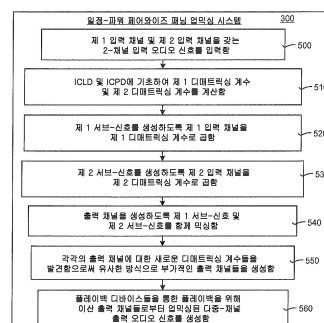 일정-파워 페어와이즈 패닝 업믹싱 시스템
300
제 1 입력 채널 및 제 2 입력 채널을 갖는
2-채널 입력 오디오 신호를 입력함
500
ICLD 및 ICPD에 기초하여 제 1 디매트릭싱 계수
및 제 2 디매트릭싱 계수를 계산함
510
제 1 서브-신호를 생성하도록 제 1 입력 채널을
제 1 디매트릭싱 계수로 곱함
520
제 2 서브-신호를 생성하도록 제 2 입력 채널을
제 2 디매트릭싱 계수로 곱함
530
출력 채널을 생성하도록 제 1 서브-신호 및
제 2 서브-신호를 함께 믹싱함
540
각각의 출력 채널에 대한 새로운 디매트릭싱 계수들을
발견함으로써 유사한 방식으로 부가적인 출력 채널들을 생성함
550
플레이백 디바이스들을 통한 플레이백을 위해
이산 출력 채널들로부터 업믹싱된 다중-채널
출력 오디오 신호를 생성함
560